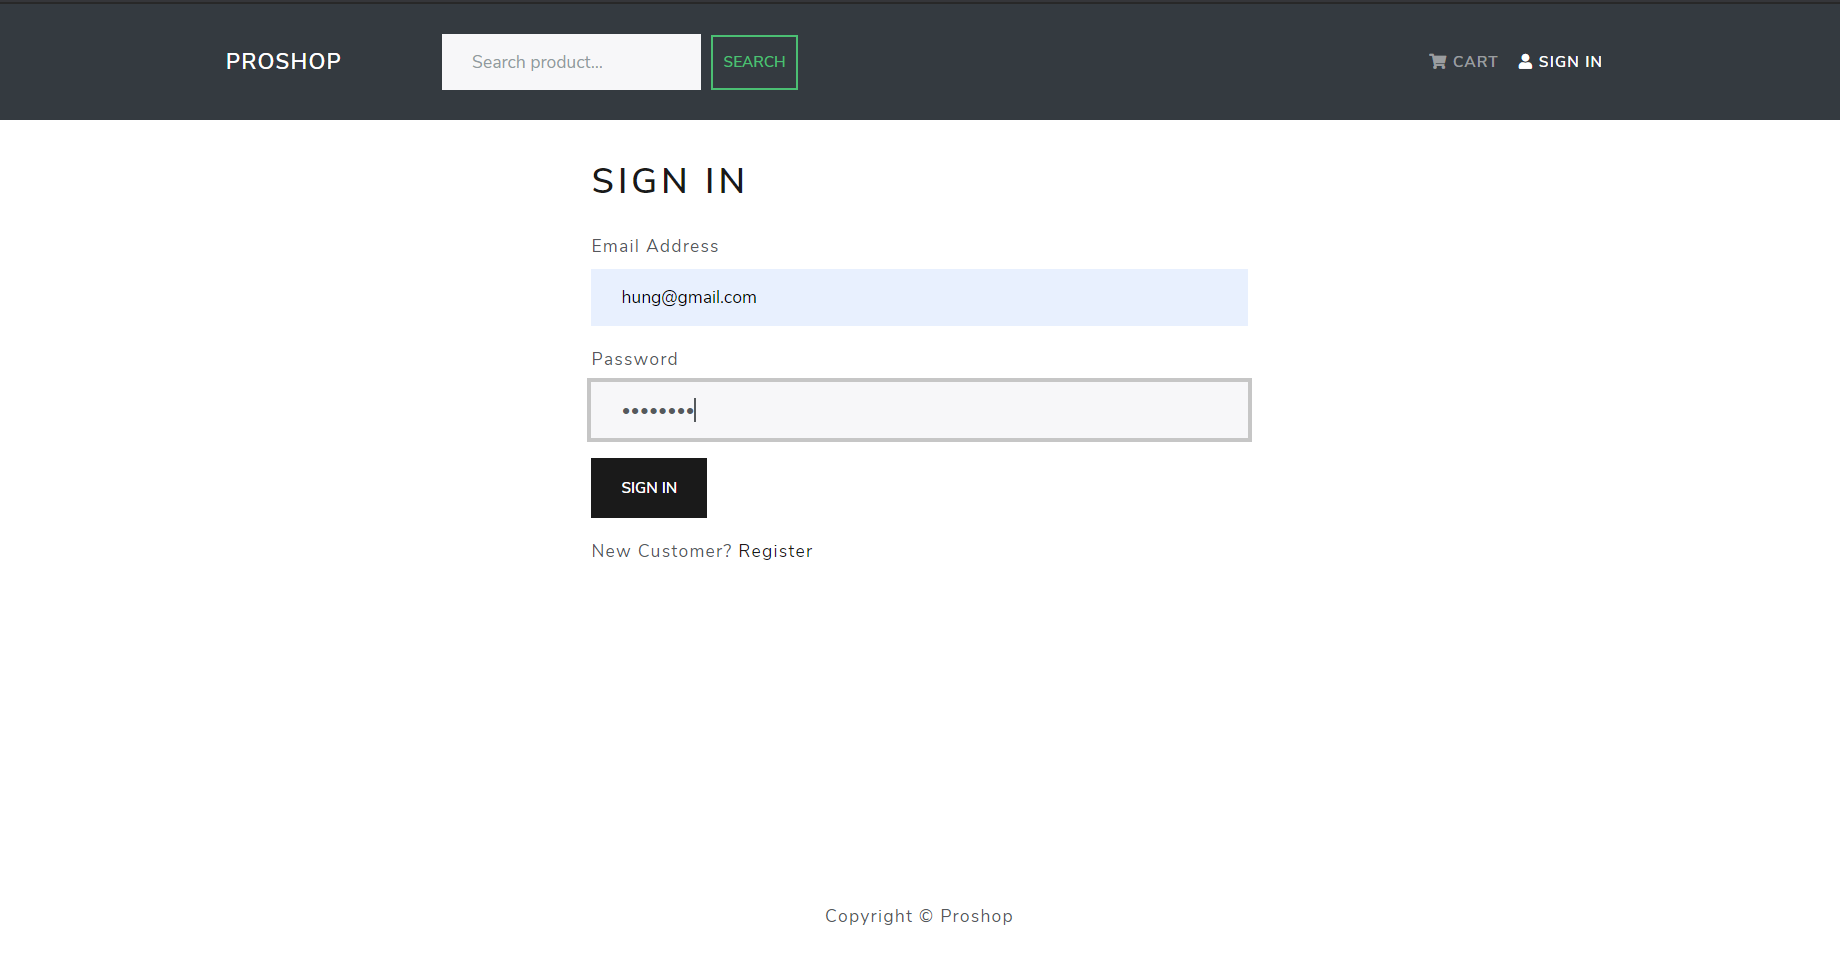 PROSHOP
Search product...
SEARCH
CART
SIGN IN
SIGN IN
Email Address
hung@gmail.com
Password
••••••••
SIGN IN
New Customer? Register
Copyright © Proshop